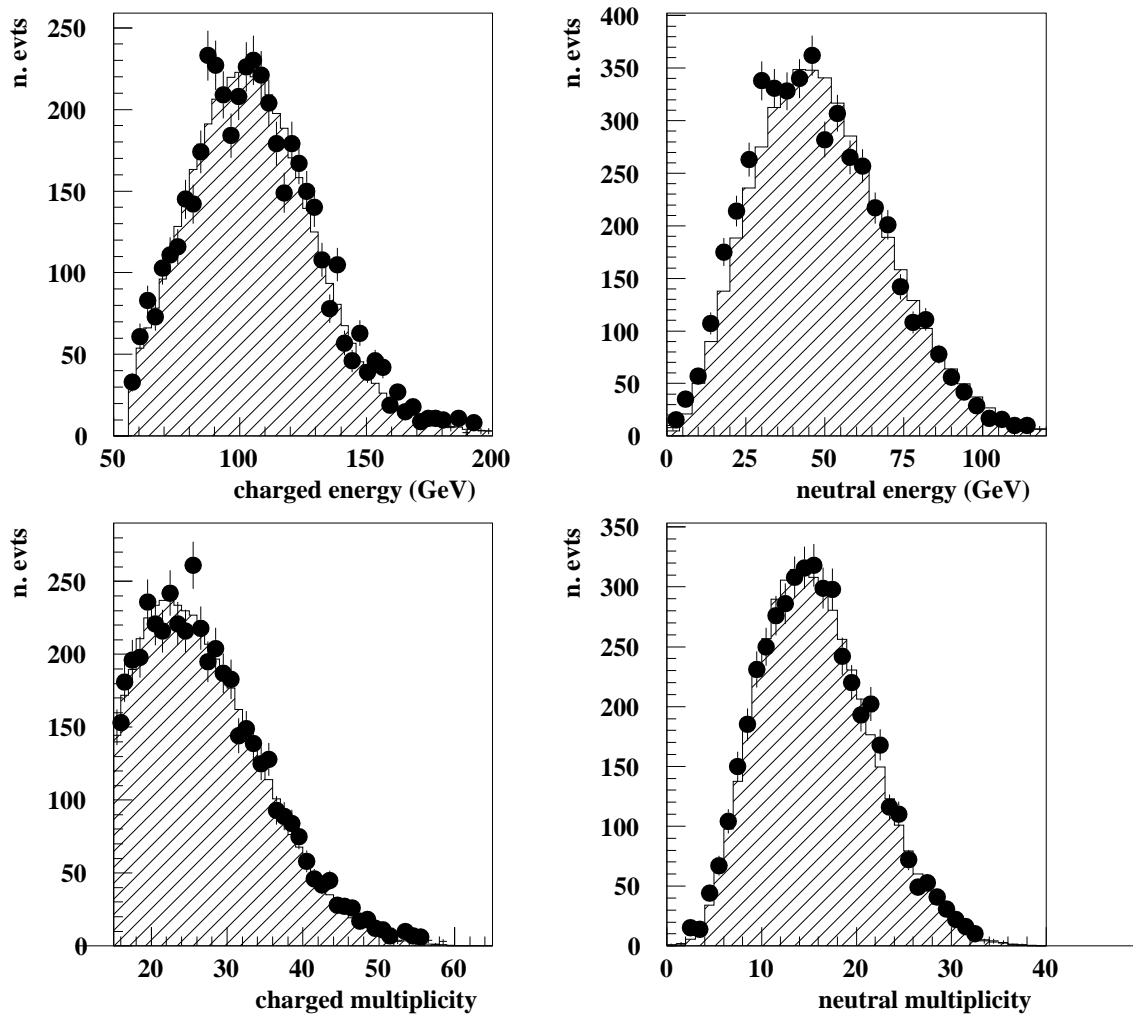 n. evts
250
200
150
100
50
0
50 100 150 200
charged energy (GeV)
n. evts
400
350
300
250
200
150
100
50
0
0 25 50 75 100
neutral energy (GeV)
n. evts
250
200
150
100
50
0
20 30 40 50 60
charged multiplicity
n. evts
350
300
250
200
150
100
50
0
0 10 20 30 40
neutral multiplicity